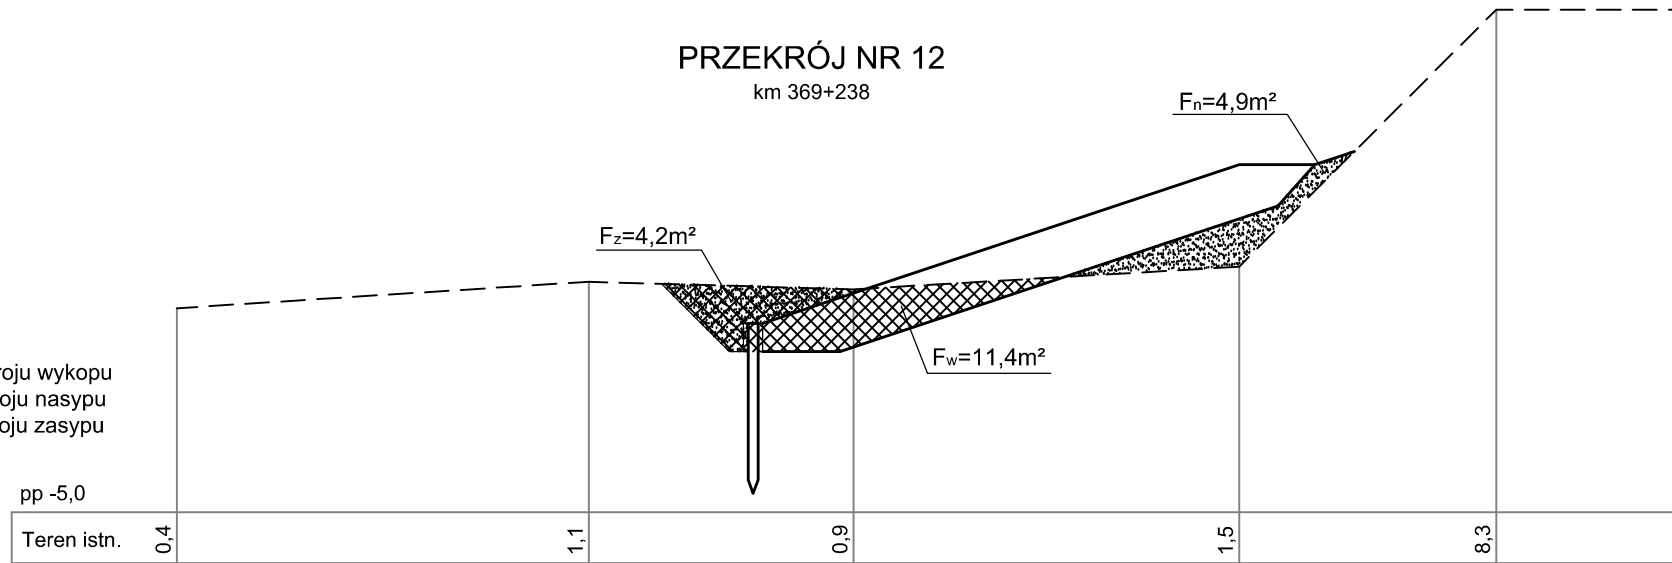 PRZEKRÓJ NR 12
km 369+238
Fn=4,9m²
Fz=4,2m²
Fw=11,4m²
roju wykopu
oju nasypu
oju zasypu
pp -5,0
Teren istn. 0,4 1,1 0,9 1,5 8,3